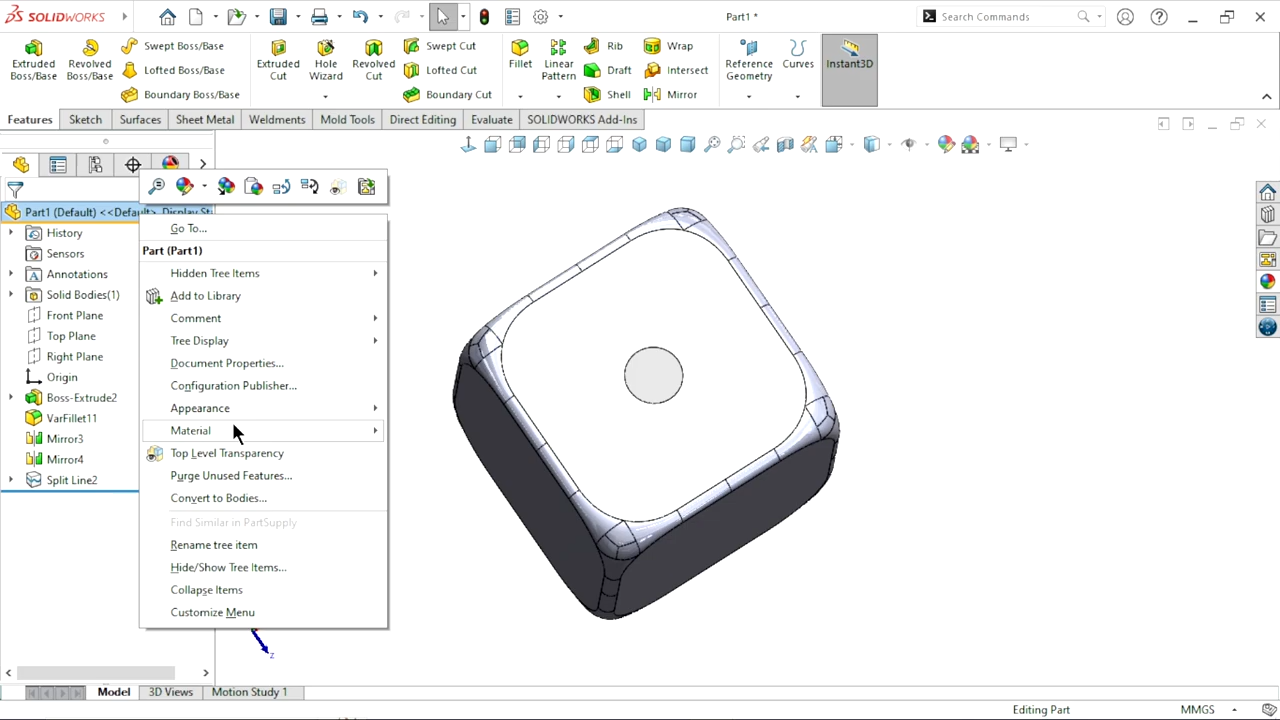 SOLIDWORKS
Part1 *
Search Commands
Extruded Boss/Base
Revolved Boss/Base
Swept Boss/Base
Lofted Boss/Base
Boundary Boss/Base
Extruded Cut
Hole Wizard
Revolved Cut
Swept Cut
Lofted Cut
Boundary Cut
Fillet
Linear Pattern
Rib
Draft
Shell
Wrap
Intersect
Mirror
Reference Geometry
Curves
Instant3D
Features
Sketch
Surfaces
Sheet Metal
Weldments
Mold Tools
Direct Editing
Evaluate
SOLIDWORKS Add-Ins
Part1 (Default) <<Default>_Display St
History
Sensors
Annotations
Solid Bodies(1)
Front Plane
Top Plane
Right Plane
Origin
Boss-Extrude2
VarFillet11
Mirror3
Mirror4
Split Line2
Go To...
Part (Part1)
Hidden Tree Items
Add to Library
Comment
Tree Display
Document Properties...
Configuration Publisher...
Appearance
Material
Top Level Transparency
Purge Unused Features...
Convert to Bodies...
Find Similar in PartSupply
Rename tree item
Hide/Show Tree Items...
Collapse Items
Customize Menu
z
Model
3D Views
Motion Study 1
Editing Part
MMGS